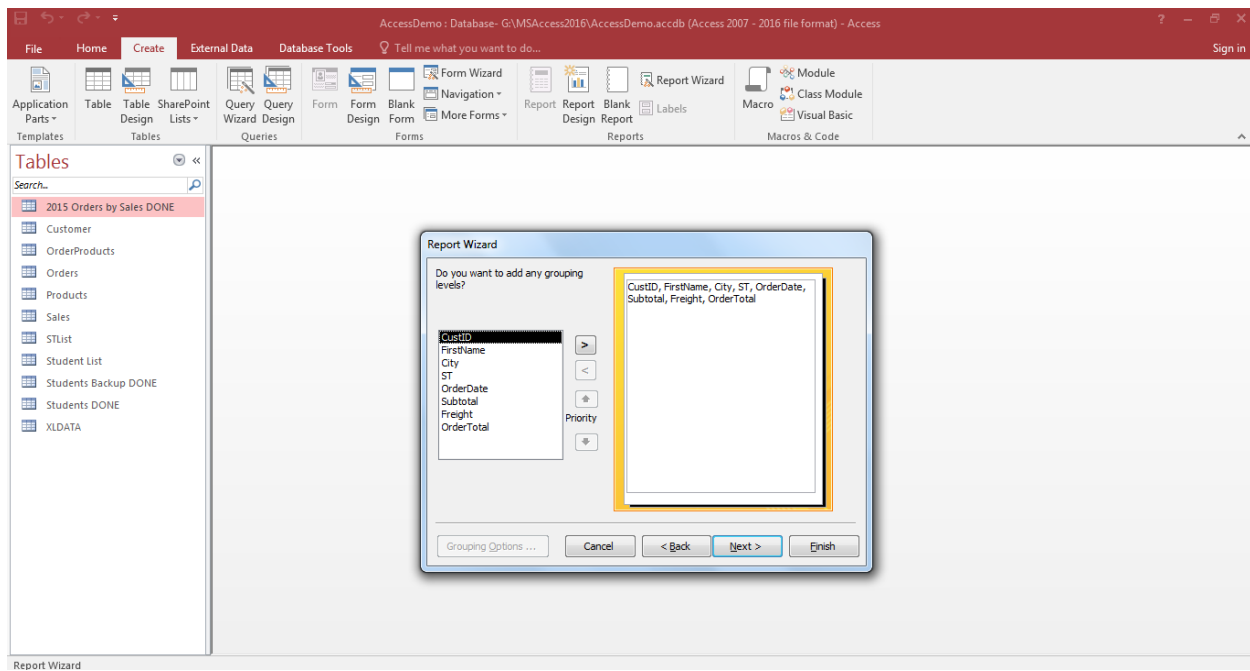 AccessDemo : Database- G:\MSAccess2016\AccessDemo.accdb (Access 2007 - 2016 file format) - Access
File Home Create External Data Database Tools Tell me what you want to do... Sign in
Application Parts
Table
Table Design
SharePoint Lists
Query Wizard
Query Design
Form
Form Design
Blank Form
Form Wizard
Navigation
More Forms
Report
Report Design
Blank Report
Report Wizard
Labels
Macro
Module
Class Module
Visual Basic
Templates Tables Queries Forms Reports Macros & Code
Tables
Search...
2015 Orders by Sales DONE
Customer
OrderProducts
Orders
Products
Sales
STList
Student List
Students Backup DONE
Students DONE
XLDATA
Report Wizard
Do you want to add any grouping
levels?
CustID
FirstName
City
ST
OrderDate
Subtotal
Freight
OrderTotal
>
<
Priority
CustID, FirstName, City, ST, OrderDate,
Subtotal, Freight, OrderTotal
Grouping Options ... Cancel < Back Next > Finish
Report Wizard